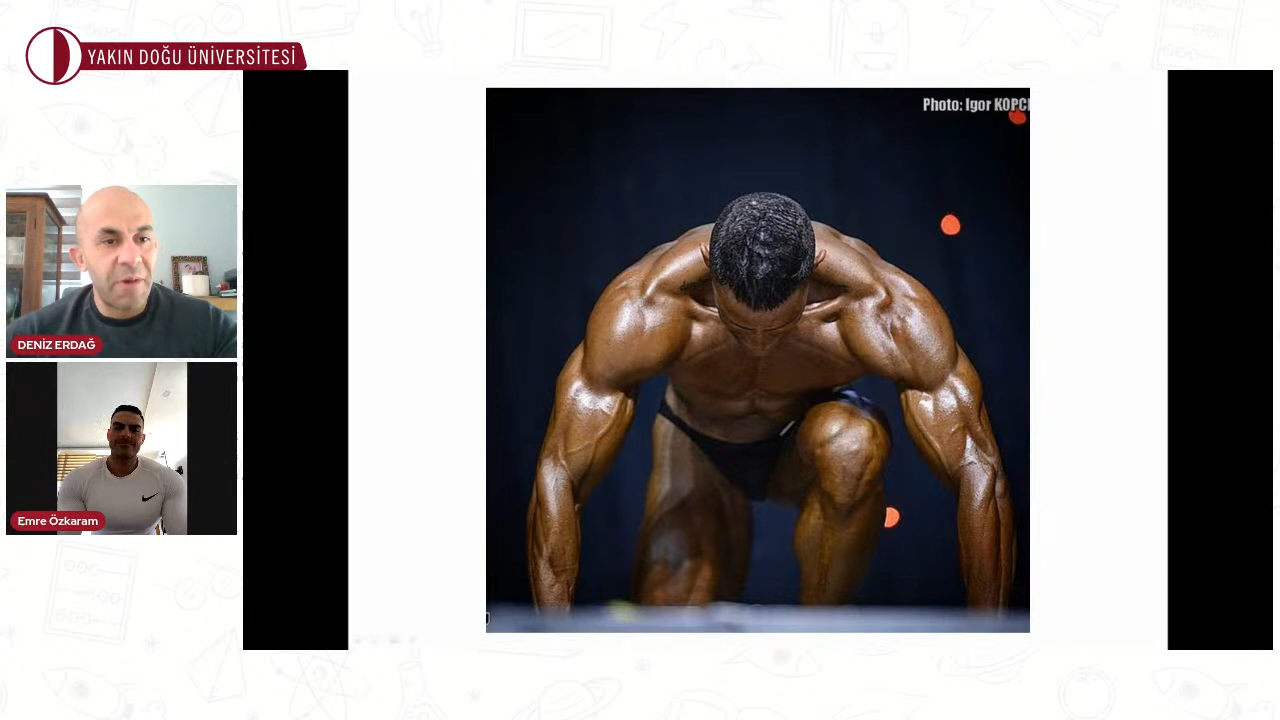 YAKIN DOĞU ÜNİVERSİTESİ
Photo: Igor KOPC
DENİZ ERDAĞ
Emre Özkaram